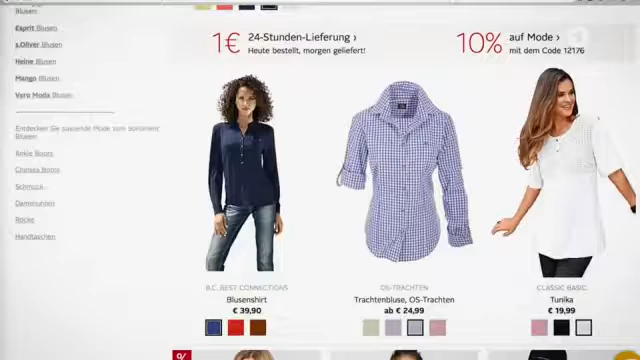 Blusen
Esprit Blusen
s.Oliver Blusen
Heine Blusen
Mango Blusen
Vero Moda Blusen
Entdecken Sie passende Mode zum Sortiment
Blusen
Ankle Boots
Chelsea Boots
Schmuck
Damenuhren
Röcke
Handtaschen
1€
24-Stunden-Lieferung ›
Heute bestellt, morgen geliefert!
10%
auf Mode ›
mit dem Code 12176
B.C. BEST CONNECTIONS
Blusenshirt
€ 39,90
OS-TRACHTEN
Trachtenbluse, OS-Trachten
ab € 24,99
CLASSIC BASIC
Tunika
€ 19,99
%